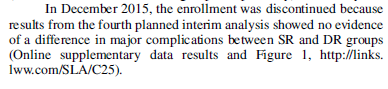 In December 2015, the enrollment was discontinued because
results from the fourth planned interim analysis showed no evidence
of a difference in major complications between SR and DR groups
(Online supplementary data results and Figure 1, http://links.
lww.com/SLA/C25).